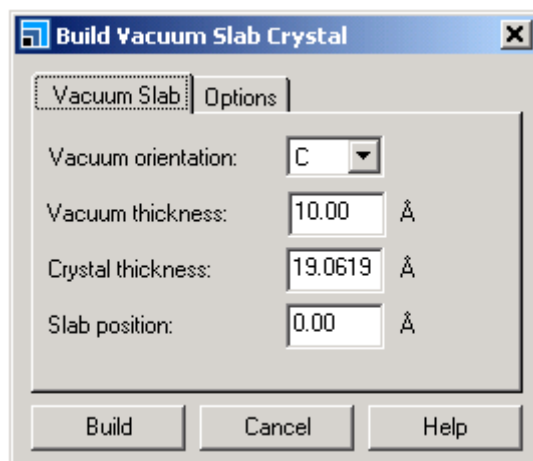 Build Vacuum Slab Crystal
Vacuum Slab Options
Vacuum orientation: C
Vacuum thickness: 10.00 Å
Crystal thickness: 19.0619 Å
Slab position: 0.00 Å
Build Cancel Help